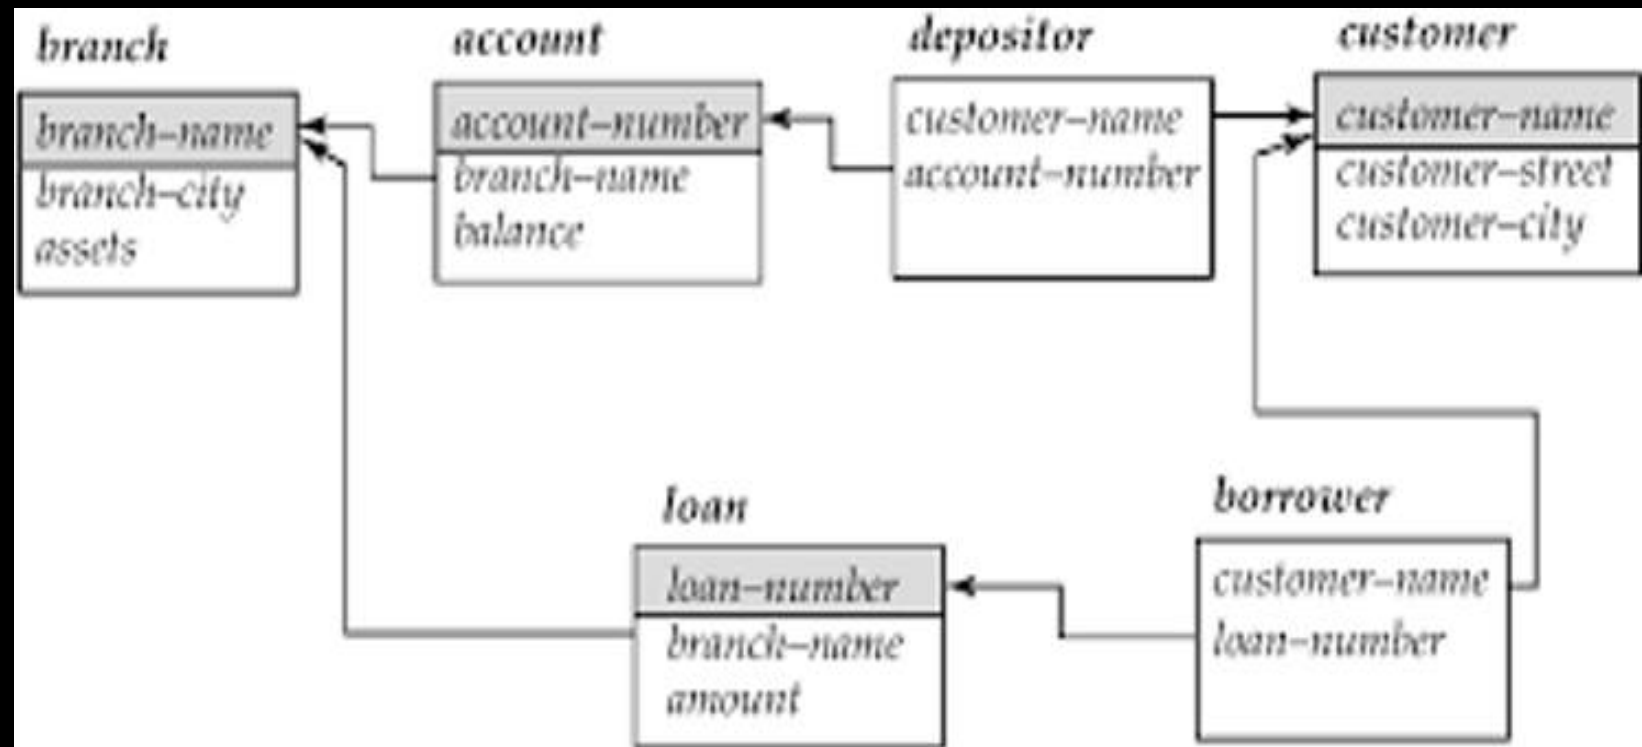 branch
branch–name
branch–city
assets
account
account–number
branch–name
balance
depositor
customer–name
account–number
customer
customer–name
customer–street
customer–city
loan
loan–number
branch–name
amount
borrower
customer–name
loan–number